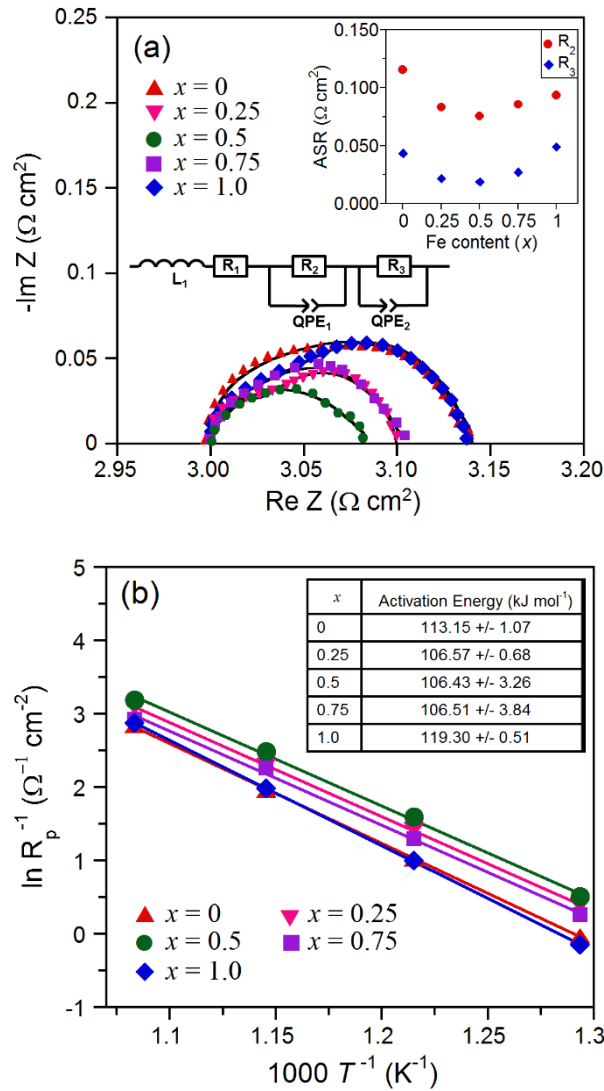 (a)
x = 0
x = 0.25
x = 0.5
x = 0.75
x = 1.0
-Im Z (Ω cm²)
0.25
0.2
0.15
0.1
0.05
0
2.95
3.00
3.05
3.10
3.15
3.20
Re Z (Ω cm²)
ASR (Ω cm²)
0.150
0.100
0.050
0.000
R₂
R₃
0
0.25
0.5
0.75
1
Fe content (x)
L₁
R₁
R₂
R₃
QPE₁
QPE₂
(b)
x Activation Energy (kJ mol⁻¹)
0 113.15 +/- 1.07
0.25 106.57 +/- 0.68
0.5 106.43 +/- 3.26
0.75 106.51 +/- 3.84
1.0 119.30 +/- 0.51
ln Rₚ⁻¹ (Ω⁻¹ cm⁻²)
5
4
3
2
1
0
-1
x = 0
x = 0.25
x = 0.5
x = 0.75
x = 1.0
1.1
1.15
1.2
1.25
1.3
1000 T⁻¹ (K⁻¹)